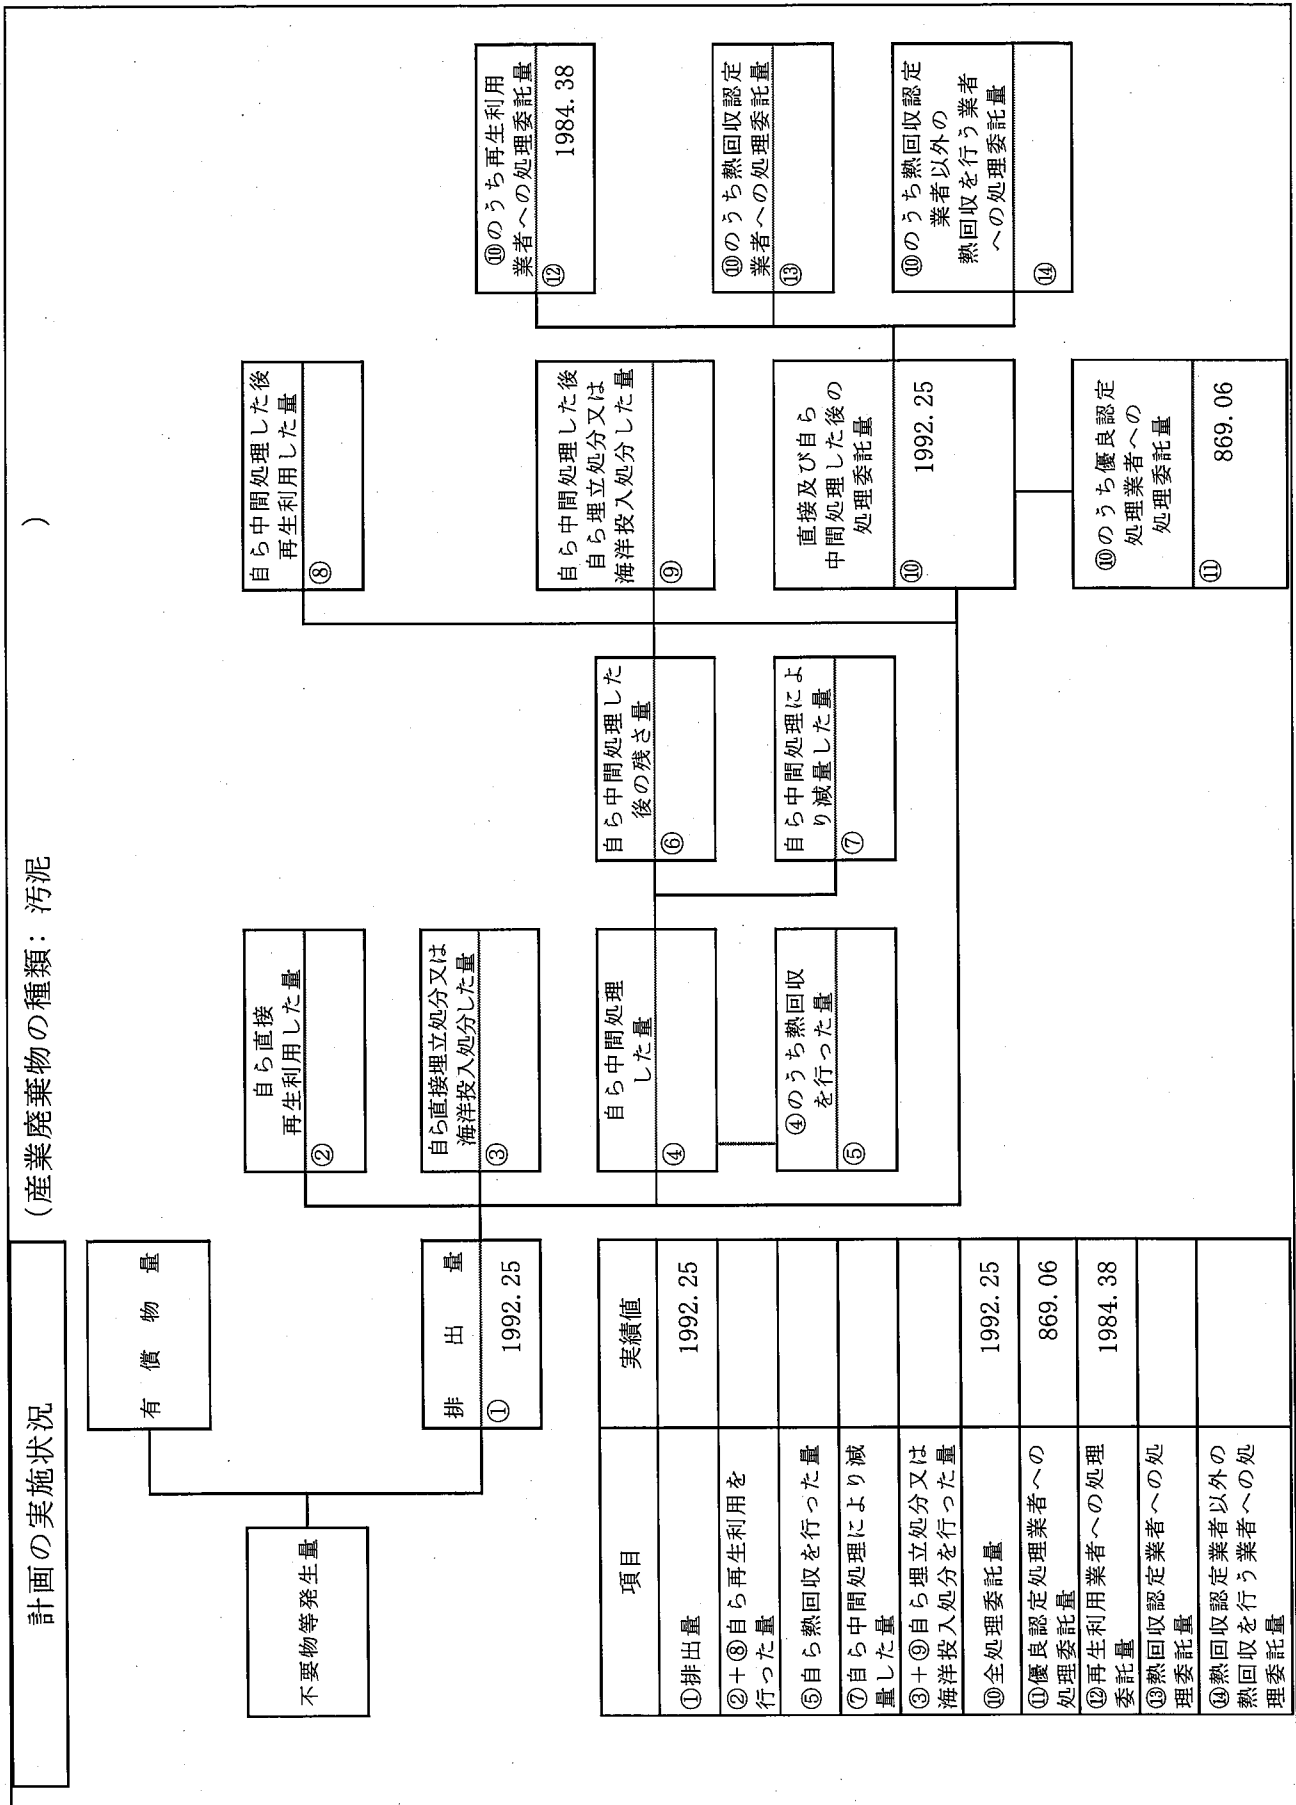 計画の実施状況
（産業廃棄物の種類：汚泥　　　　　）
不要物等発生量
有償物量
排出量
① 1992.25
自ら直接
再生利用した量
②
自ら直接埋立処分又は
海洋投入処分した量
③
自ら中間処理
した量
④
④のうち熱回収
を行った量
⑤
自ら中間処理した
後の残さ量
⑥
自ら中間処理によ
り減量した量
⑦
自ら中間処理した後
再生利用した量
⑧
自ら中間処理した後
自ら埋立処分又は
海洋投入処分した量
⑨
直接及び自ら
中間処理した後の
処理委託量
⑩ 1992.25
⑩のうち優良認定
処理業者への
処理委託量
⑪ 869.06
⑩のうち再生利用
業者への処理委託量
⑫ 1984.38
⑩のうち熱回収認定
業者への処理委託量
⑬
⑩のうち熱回収認定
業者以外の
熱回収を行う業者
への処理委託量
⑭
項目 実績値
①排出量 1992.25
②＋⑧自ら再生利用を
行った量
⑤自ら熱回収を行った量
⑦自ら中間処理により減
量した量
③＋⑨自ら埋立処分又は
海洋投入処分を行った量
⑩全処理委託量 1992.25
⑪優良認定処理業者への
処理委託量 869.06
⑫再生利用業者への処理
委託量 1984.38
⑬熱回収認定業者への処
理委託量
⑭熱回収認定業者以外の
熱回収を行う業者への処
理委託量